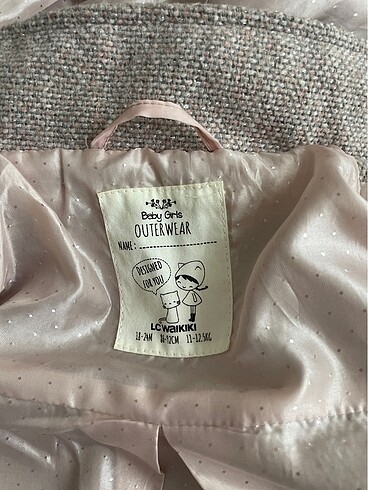 Baby Girls
OUTERWEAR
NAME:
DESIGNED
FOR YOU
LC WAIKIKI
18-24M 86-92CM 11-12,5KG